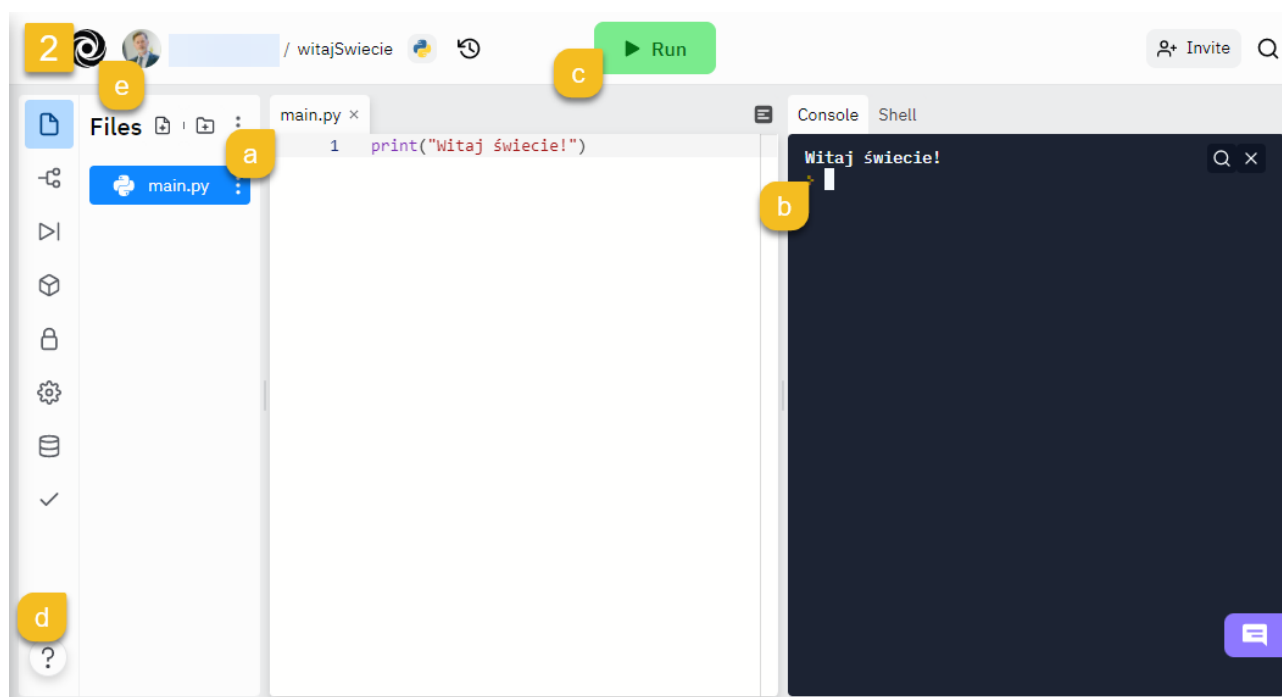 2
/ witajSwiecie
Run
Invite
c
e
Files
main.py ×
Console Shell
a
1 print("Witaj świecie!")
Witaj świecie!
main.py
b
d
?